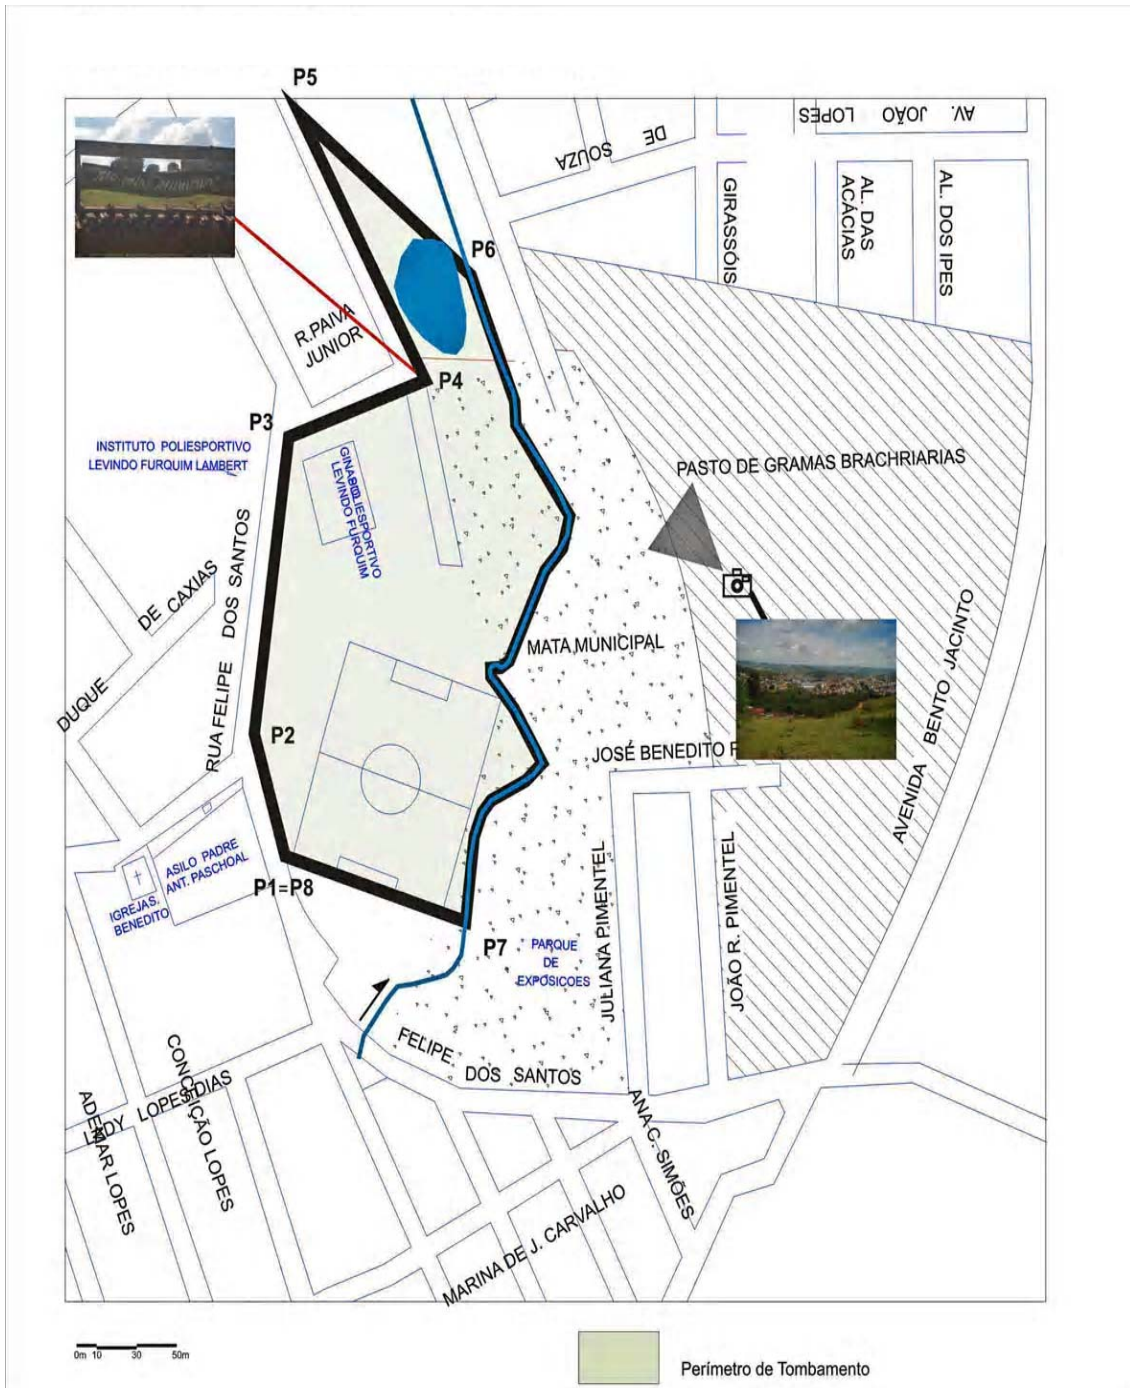 P5
AV. JOÃO LOPES
DE
SOUZA
GIRASSÓIS
AL. DAS
ACÁCIAS
AL. DOS IPES
P6
R.PAIVA
JUNIOR
P4
P3
INSTITUTO POLIESPORTIVO
LEVINDO FURQUIM LAMBERT
PASTO DE GRAMAS BRACHRIARIAS
LEVINDO FURQUIM
RUA FELIPE DOS SANTOS
DE CAXIAS
DUQUE
MATA MUNICIPAL
AVENIDA BENTO JACINTO
P2
JOSÉ BENEDITO
ASILO PADRE
ANT. PASCHOAL
IGREJAS.
BENEDITO
P1=P8
JULIANA PIMENTEL
JOÃO R. PIMENTEL
P7
PARQUE
DE
EXPOSICOES
FELIPE
DOS SANTOS
CONCEIÇÃO LOPES
LOPES DIAS
ADEMAR LOPES
ANA C. SIMÕES
MARINA DE J. CARVALHO
0m 10 30 50m
Perímetro de Tombamento